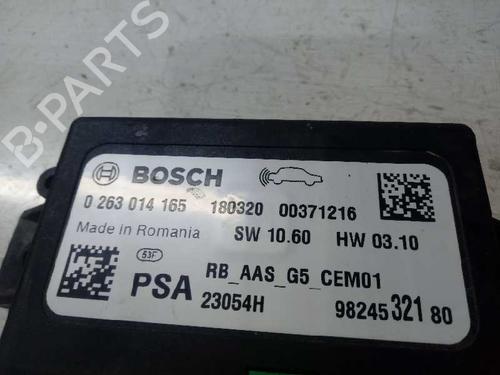 B-PARTS
BOSCH
0 263 014 165 180320 00371216
Made in Romania SW 10.60 HW 03.10
53F
PSA RB_AAS_G5_CEM01
23054H 98245 321 80